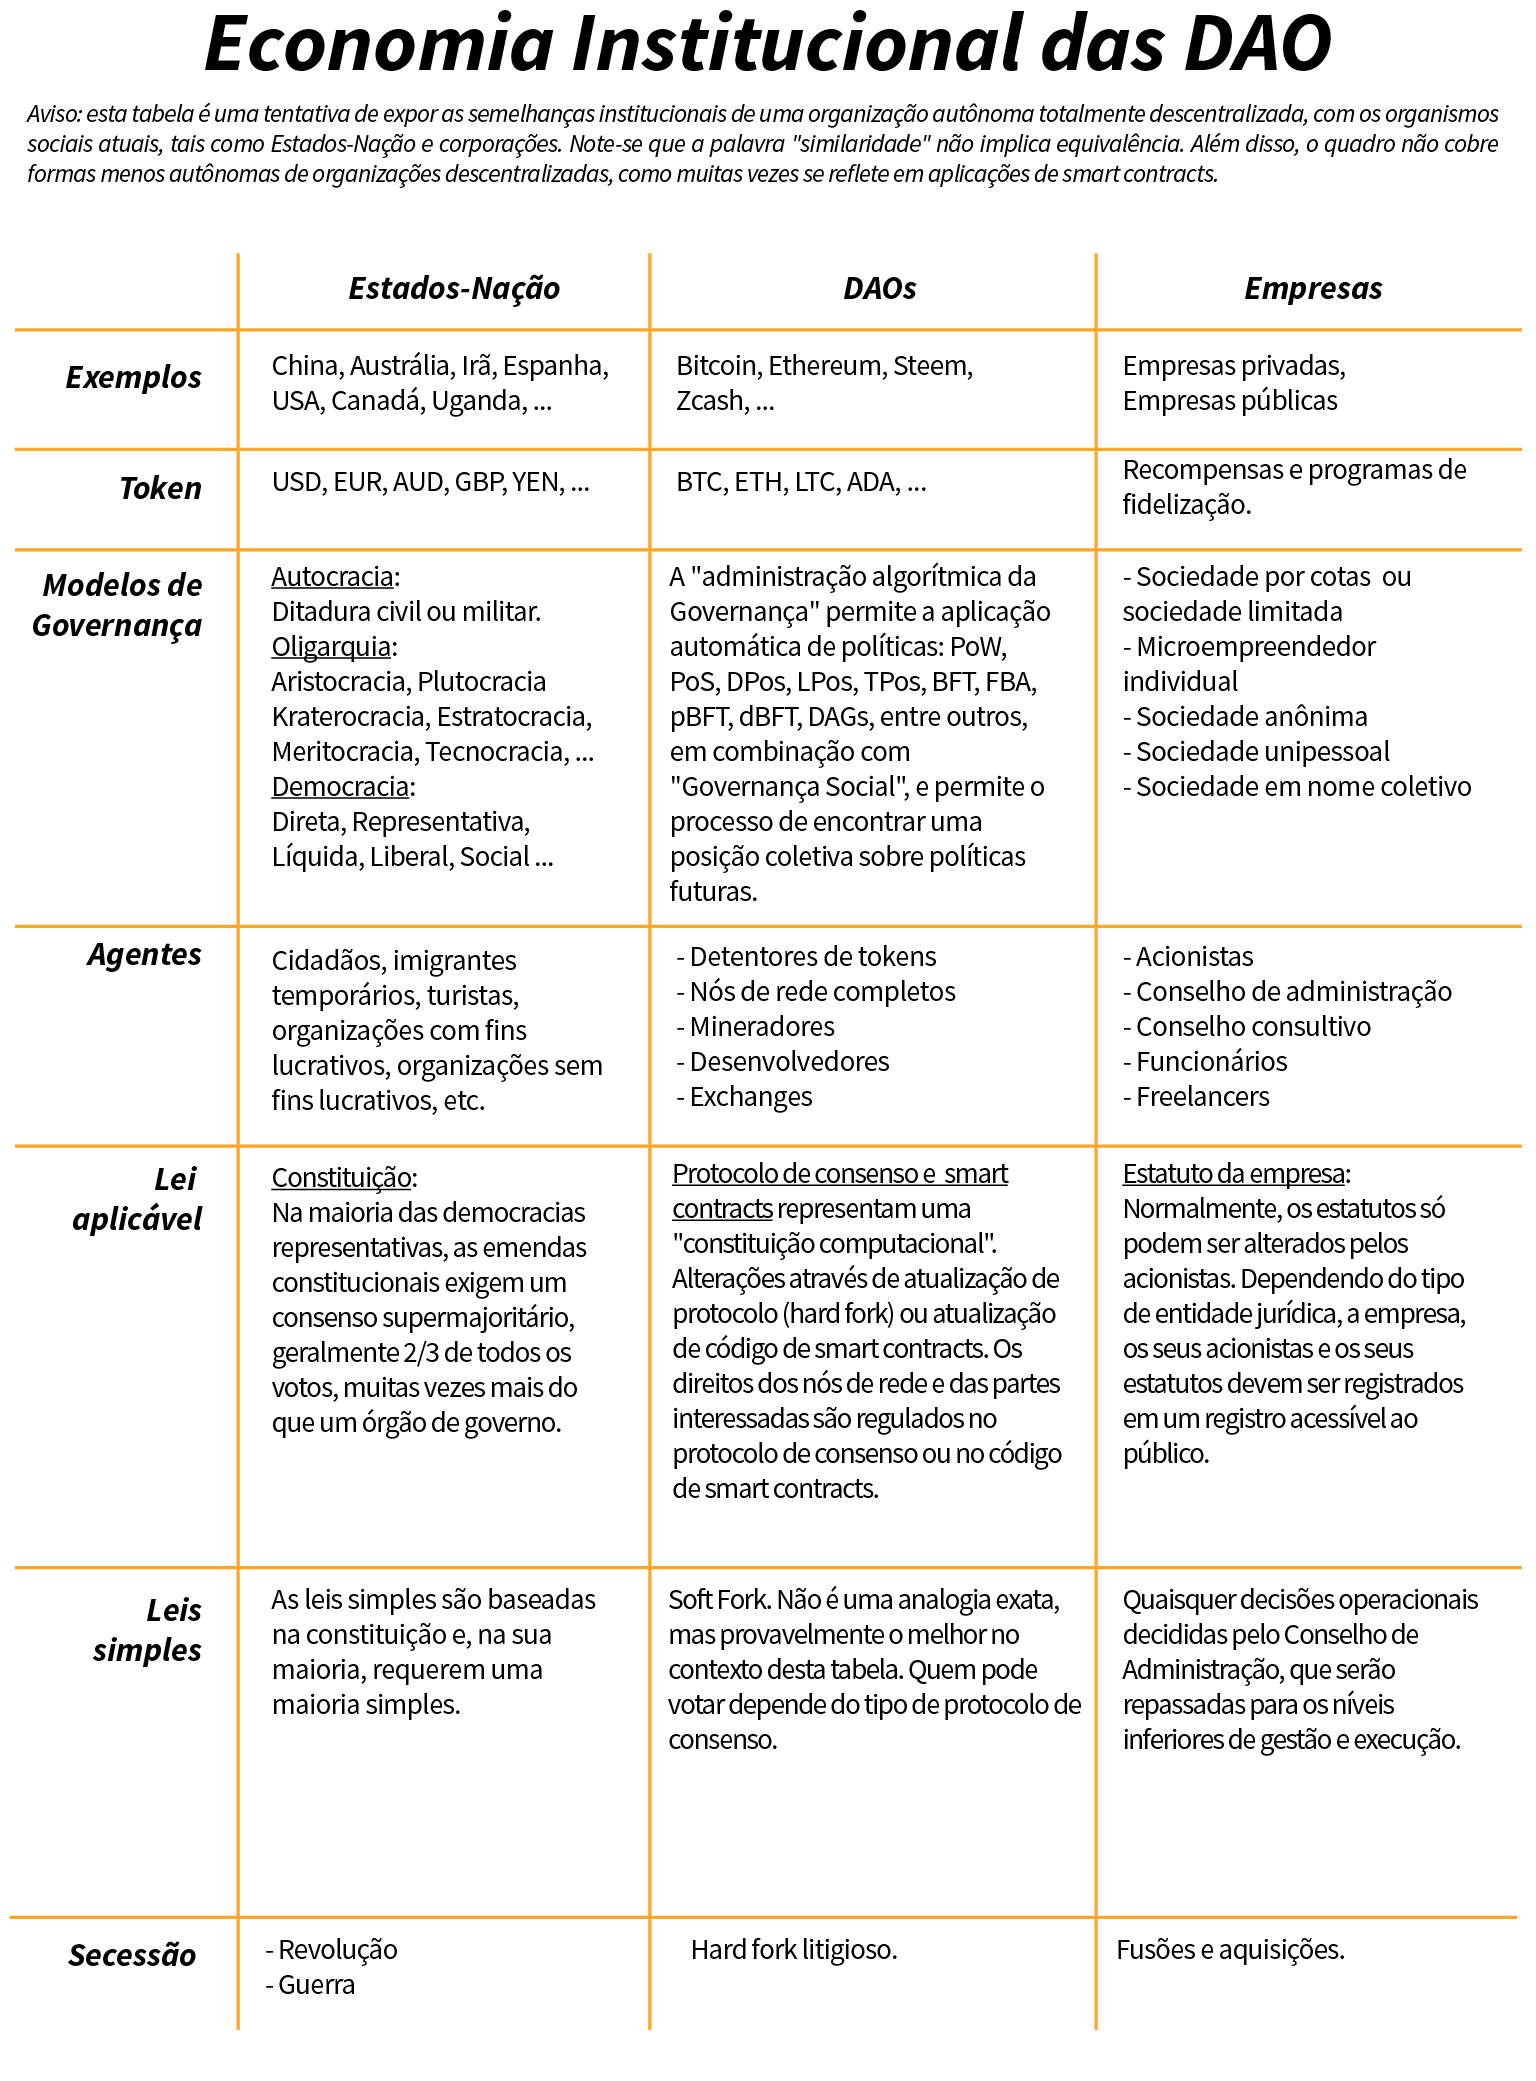 Economia Institucional das DAO
Aviso: esta tabela é uma tentativa de expor as semelhanças institucionais de uma organização autônoma totalmente descentralizada, com os organismos
sociais atuais, tais como Estados-Nação e corporações. Note-se que a palavra "similaridade" não implica equivalência. Além disso, o quadro não cobre
formas menos autônomas de organizações descentralizadas, como muitas vezes se reflete em aplicações de smart contracts.
Estados-Nação
DAOs
Empresas
Exemplos
China, Austrália, Irã, Espanha,
USA, Canadá, Uganda, ...
Bitcoin, Ethereum, Steem,
Zcash, ...
Empresas privadas,
Empresas públicas
Token
USD, EUR, AUD, GBP, YEN, ...
BTC, ETH, LTC, ADA, ...
Recompensas e programas de
fidelização.
Modelos de
Governança
Autocracia:
Ditadura civil ou militar.
Oligarquia:
Aristocracia, Plutocracia
Kraterocracia, Estratocracia,
Meritocracia, Tecnocracia, ...
Democracia:
Direta, Representativa,
Líquida, Liberal, Social ...
A "administração algorítmica da
Governança" permite a aplicação
automática de políticas: PoW,
PoS, DPos, LPos, TPos, BFT, FBA,
pBFT, dBFT, DAGs, entre outros,
em combinação com
"Governança Social", e permite o
processo de encontrar uma
posição coletiva sobre políticas
futuras.
- Sociedade por cotas  ou
sociedade limitada
- Microempreendedor
individual
- Sociedade anônima
- Sociedade unipessoal
- Sociedade em nome coletivo
Agentes
Cidadãos, imigrantes
temporários, turistas,
organizações com fins
lucrativos, organizações sem
fins lucrativos, etc.
- Detentores de tokens
- Nós de rede completos
- Mineradores
- Desenvolvedores
- Exchanges
- Acionistas
- Conselho de administração
- Conselho consultivo
- Funcionários
- Freelancers
Lei
aplicável
Constituição:
Na maioria das democracias
representativas, as emendas
constitucionais exigem um
consenso supermajoritário,
geralmente 2/3 de todos os
votos, muitas vezes mais do
que um órgão de governo.
Protocolo de consenso e  smart
contracts representam uma
"constituição computacional".
Alterações através de atualização de
protocolo (hard fork) ou atualização
de código de smart contracts. Os
direitos dos nós de rede e das partes
interessadas são regulados no
protocolo de consenso ou no código
de smart contracts.
Estatuto da empresa:
Normalmente, os estatutos só
podem ser alterados pelos
acionistas. Dependendo do tipo
de entidade jurídica, a empresa,
os seus acionistas e os seus
estatutos devem ser registrados
em um registro acessível ao
público.
Leis
simples
As leis simples são baseadas
na constituição e, na sua
maioria, requerem uma
maioria simples.
Soft Fork. Não é uma analogia exata,
mas provavelmente o melhor no
contexto desta tabela. Quem pode
votar depende do tipo de protocolo de
consenso.
Quaisquer decisões operacionais
decididas pelo Conselho de
Administração, que serão
repassadas para os níveis
inferiores de gestão e execução.
Secessão
- Revolução
- Guerra
Hard fork litigioso.
Fusões e aquisições.